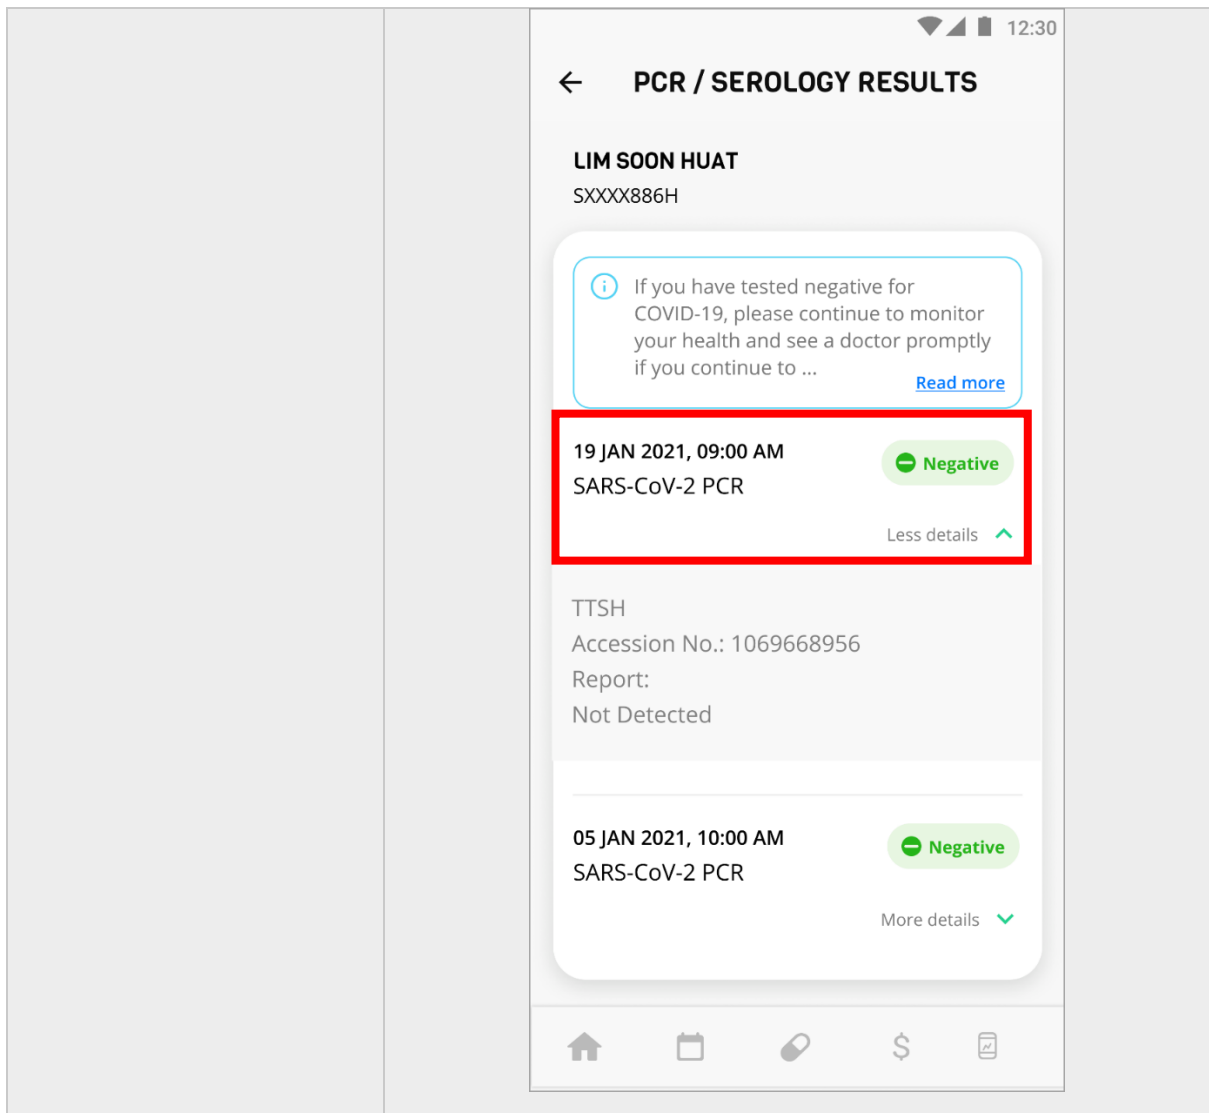 12:30
PCR / SEROLOGY RESULTS
LIM SOON HUAT
SXXXX886H
If you have tested negative for
COVID-19, please continue to monitor
your health and see a doctor promptly
if you continue to ...
Read more
19 JAN 2021, 09:00 AM
Negative
SARS-CoV-2 PCR
Less details
TTSH
Accession No.: 1069668956
Report:
Not Detected
05 JAN 2021, 10:00 AM
Negative
SARS-CoV-2 PCR
More details